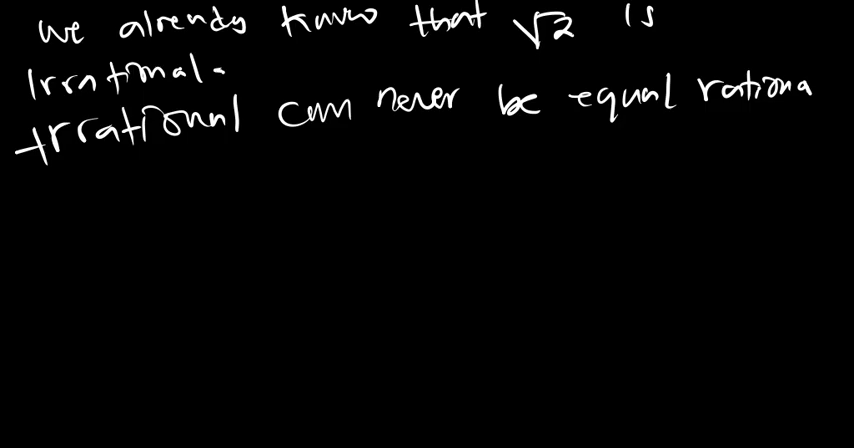 we already know that √2 is
Irrational.
Irrational can never be equal rationa